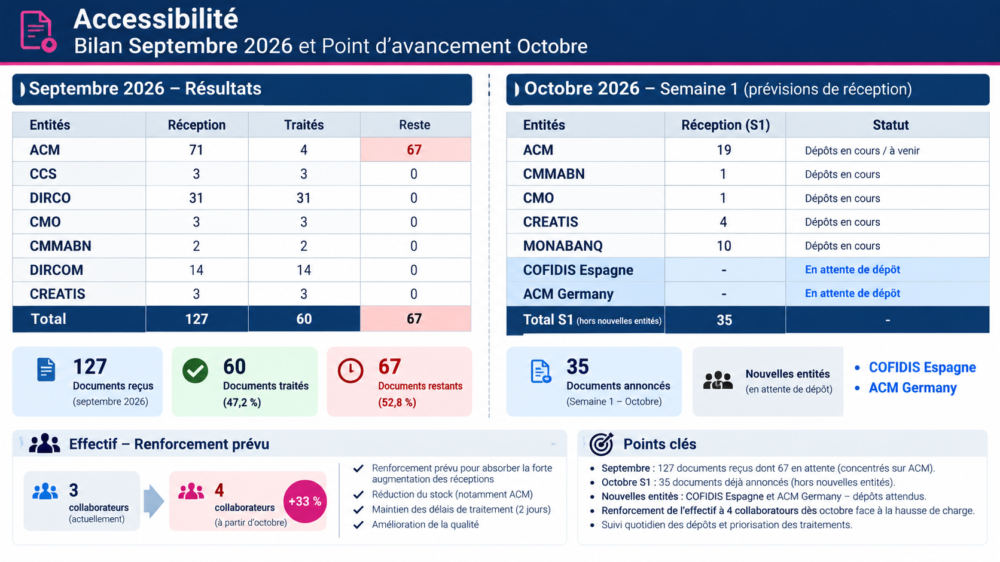 Accessibilité
Bilan Septembre 2026 et Point d’avancement Octobre
Septembre 2026 – Résultats
Entités Réception Traités Reste
ACM 71 4 67
CCS 3 3 0
DIRCO 31 31 0
CMO 3 3 0
CMMABN 2 2 0
DIRCOM 14 14 0
CREATIS 3 3 0
Total 127 60 67
127
Documents reçus
(septembre 2026)
60
Documents traités
(47,2 %)
67
Documents restants
(52,8 %)
Octobre 2026 – Semaine 1 (prévisions de réception)
Entités Réception (S1) Statut
ACM 19 Dépôts en cours / à venir
CMMABN 1 Dépôts en cours
CMO 1 Dépôts en cours
CREATIS 4 Dépôts en cours
MONABANQ 10 Dépôts en cours
COFIDIS Espagne - En attente de dépôt
ACM Germany - En attente de dépôt
Total S1 (hors nouvelles entités) 35 -
35
Documents annoncés
(Semaine 1 – Octobre)
Nouvelles entités
(en attente de dépôt)
• COFIDIS Espagne
• ACM Germany
Effectif – Renforcement prévu
3
collaborateurs
(actuellement)
4
collaborateurs
(à partir d’octobre)
+33 %
Renforcement prévu pour absorber la forte
augmentation des réceptions
Réduction du stock (notamment ACM)
Maintien des délais de traitement (2 jours)
Amélioration de la qualité
Points clés
• Septembre : 127 documents reçus dont 67 en attente (concentrés sur ACM).
• Octobre S1 : 35 documents déjà annoncés (hors nouvelles entités).
• Nouvelles entités : COFIDIS Espagne et ACM Germany – dépôts attendus.
• Renforcement de l’effectif à 4 collaboratours dès octobre face à la hausse de charge.
• Suivi quotidien des dépôts et priorisation des traitements.